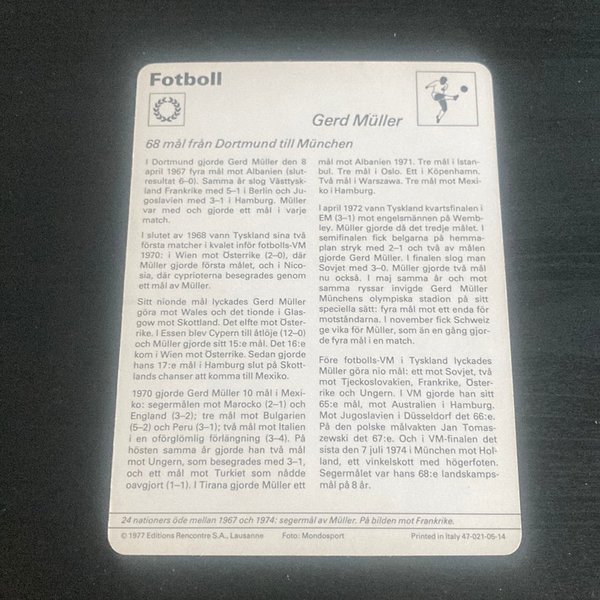 Fotboll
Gerd Müller
68 mål från Dortmund till München
I Dortmund gjorde Gerd Müller den 8
april 1967 fyra mål mot Albanien (slut-
resultat 6–0). Samma år slog Västtysk-
land Frankrike med 5–1 i Berlin och Ju-
goslavien med 3–1 i Hamburg. Müller
var med och gjorde ett mål i varje
match.
I slutet av 1968 vann Tyskland sina två
första matcher i kvalet inför fotbolls-VM
1970: i Wien mot Österrike (2–0), där
Müller gjorde första målet, och i Nico-
sia, där cyprioterna besegrades genom
ett mål av Müller.
Sitt nionde mål lyckades Gerd Müller
göra mot Wales och det tionde i Glas-
gow mot Skottland. Det elfte mot Öster-
rike. I Essen blev Cypern till åtlöje (12–0)
och Müller gjorde sitt 15:e mål. Det 16:e
kom i Wien mot Österrike. Sedan gjorde
hans 17:e mål i Hamburg slut på Skott-
lands chanser att komma till Mexiko.
1970 gjorde Gerd Müller 10 mål i Mexi-
ko: segermålen mot Marocko (2–1) och
England (3–2); tre mål mot Bulgarien
(5–2) och Peru (3–1); två mål mot Italien
i en oförglömlig förlängning (3–4). På
hösten samma år gjorde han två mål
mot Ungern, som besegrades med 3–1,
och ett mål mot Turkiet som nådde
oavgjort (1–1). I Tirana gjorde Müller ett
mål mot Albanien 1971. Tre mål i Istan-
bul. Tre mål i Oslo. Ett i Köpenhamn.
Två mål i Warszawa. Tre mål mot Mexi-
ko i Hamburg.
I april 1972 vann Tyskland kvartsfinalen i
EM (3–1) mot engelsmännen på Wemb-
ley. Müller gjorde då det tredje målet. I
semifinalen fick belgarna på hemma-
plan stryk med 2–1 och två av målen
gjorde Gerd Müller. I finalen slog man
Sovjet med 3–0. Müller gjorde två mål
nu också. I maj samma år och mot
samma ryssar invigde Gerd Müller
Münchens olympiska stadion på sitt
speciella sätt: fyra mål mot ett enda för
motståndarna. I november fick Schweiz
ge vika för Müller, som än en gång gjor-
de fyra mål i en match.
Före fotbolls-VM i Tyskland lyckades
Müller göra nio mål: ett mot Sovjet, två
mot Tjeckoslovakien, Frankrike, Öster-
rike och Ungern. I VM gjorde han sitt
65:e mål, mot Australien i Hamburg.
Mot Jugoslavien i Düsseldorf det 66:e.
På den polske målvakten Jan Tomas-
zewski det 67:e. Och i VM-finalen det
sista den 7 juli 1974 i München mot Hol-
land, ett vinkelskott med högerfoten.
Segermålet var hans 68:e landskamps-
mål på 8 år.
24 nationers öde mellan 1967 och 1974: segermål av Müller. På bilden mot Frankrike.
© 1977 Editions Rencontre S.A., Lausanne Foto: Mondosport Printed in Italy 47-021-05-14